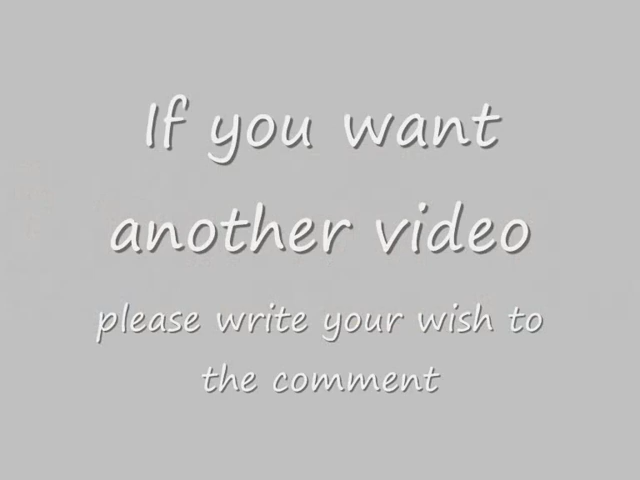 If you want
another video
please write your wish to
the comment